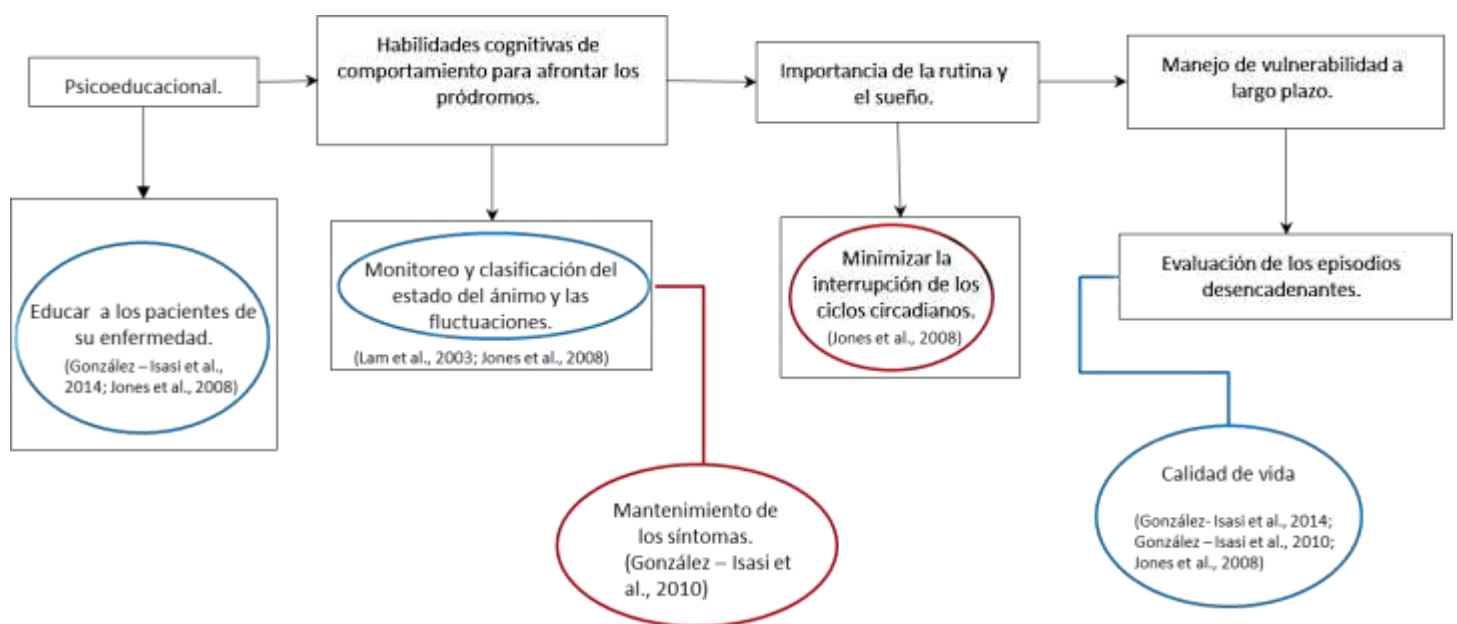 Psicoeducacional.
Habilidades cognitivas de
comportamiento para afrontar los
pródromos.
Importancia de la rutina y
el sueño.
Manejo de vulnerabilidad a
largo plazo.
Educar a los pacientes de
su enfermedad.
(González – Isasi et al.,
2014; Jones et al., 2008)
Monitoreo y clasificación del
estado del ánimo y las
fluctuaciones.
(Lam et al., 2003; Jones et al., 2008)
Minimizar la
interrupción de los
ciclos circadianos.
(Jones et al., 2008)
Evaluación de los episodios
desencadenantes.
Mantenimiento de
los síntomas.
(González – Isasi et
al., 2010)
Calidad de vida
(González- Isasi et al., 2014;
González – Isasi et al., 2010;
Jones et al., 2008)